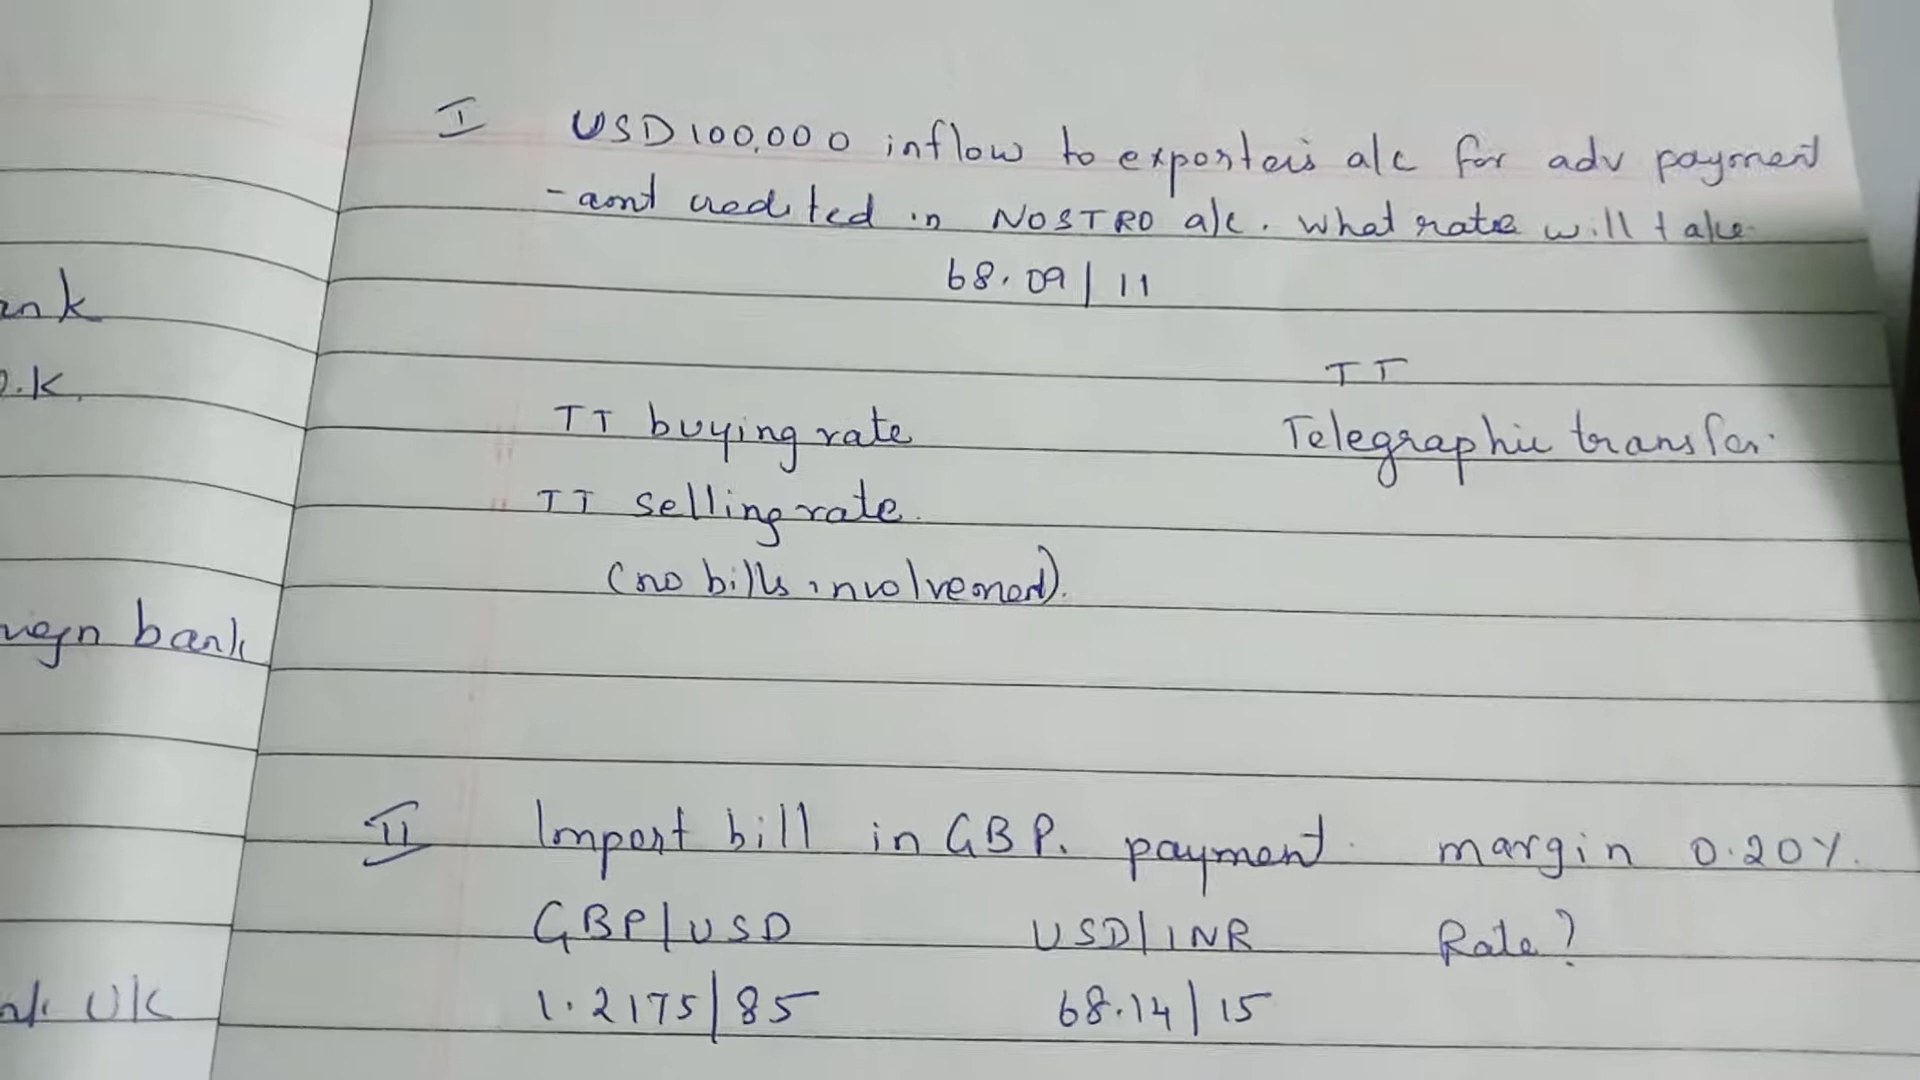 ank
O.K.
reign bank
UK
I USD 100,000 inflow to exporter's a/c for adv payment
- amt credited in NOSTRO a/c. What rate will take
68.09 | 11
TT
TT buying rate
Telegraphic transfer.
TT selling rate.
(no bills involvement).
II Import bill in GBP. payment. margin 0.20%.
GBP/USD USD/INR Rate?
1.2175/85 68.14/15